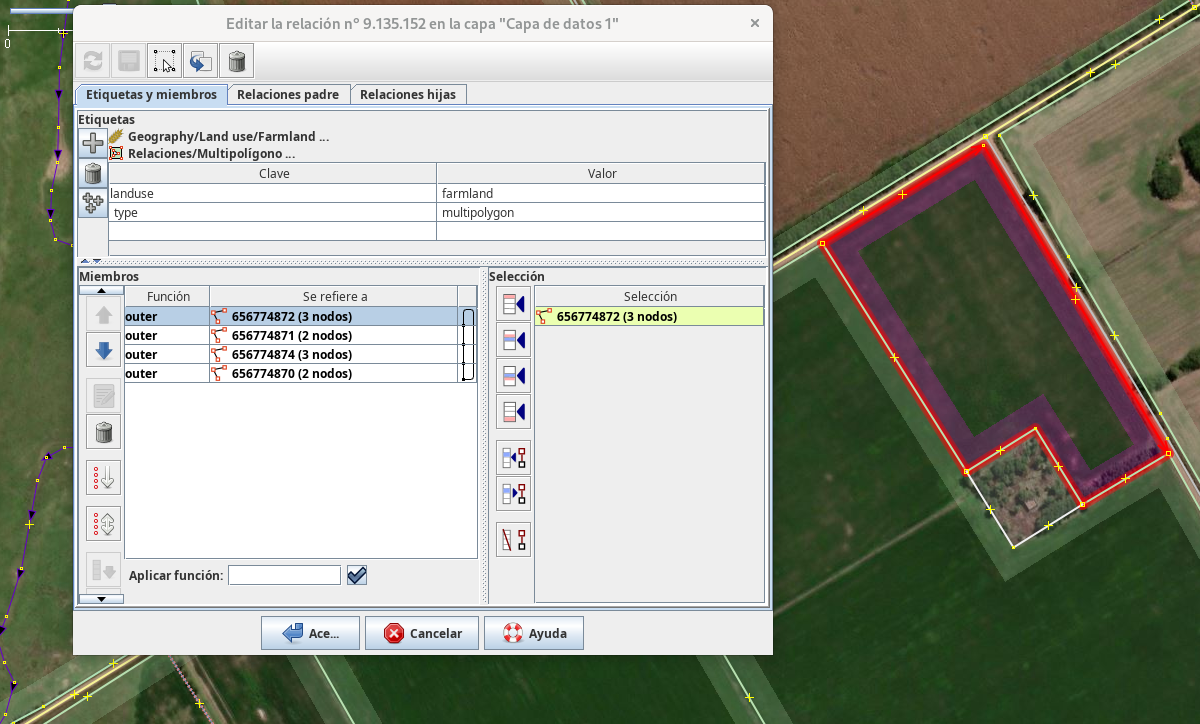 Editar la relación n° 9.135.152 en la capa "Capa de datos 1"
0
Etiquetas y miembros
Relaciones padre
Relaciones hijas
Etiquetas
Geography/Land use/Farmland ...
Relaciones/Multipolígono ...
Clave Valor
landuse farmland
type multipolygon
Miembros
Función Se refiere a
outer 656774872 (3 nodos)
outer 656774871 (2 nodos)
outer 656774874 (3 nodos)
outer 656774870 (2 nodos)
Aplicar función:
Selección
Selección
656774872 (3 nodos)
Ace...
Cancelar
Ayuda